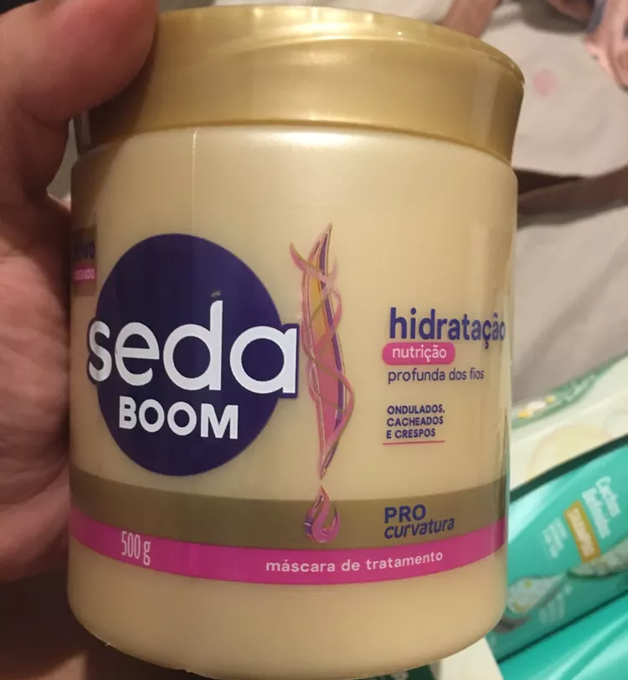 seda
BOOM
hidratação
nutrição
profunda dos fios
ONDULADOS,
CACHEADOS
E CRESPOS
PRO
curvatura
500 g
máscara de tratamento